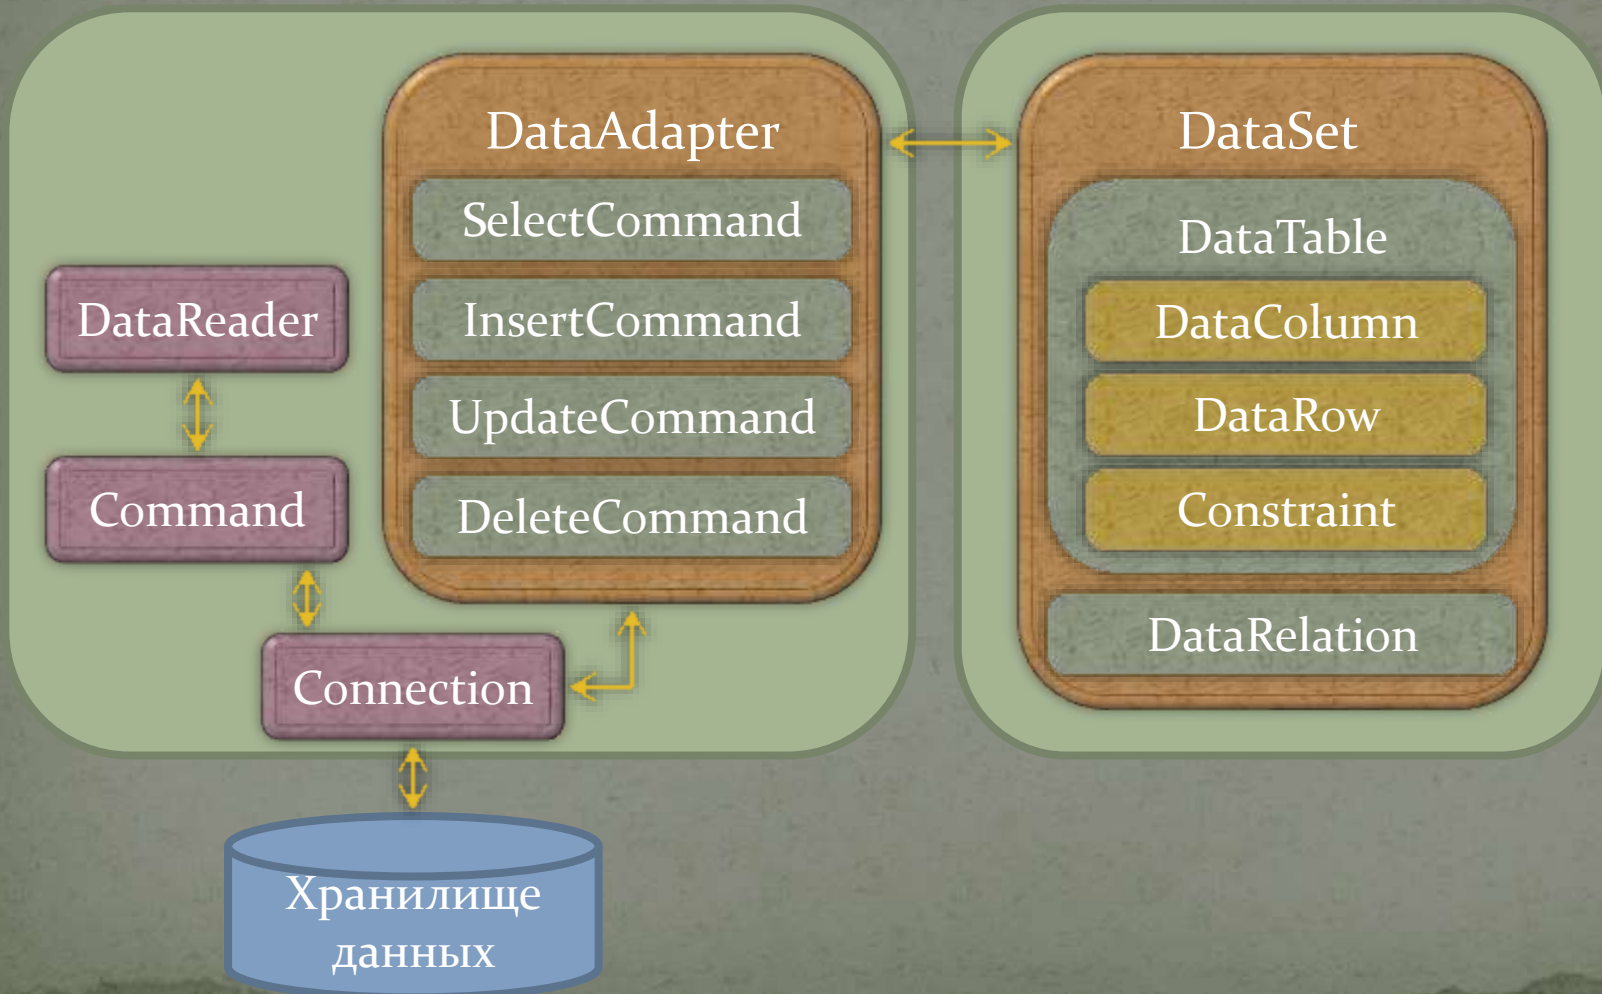 DataAdapter
SelectCommand
InsertCommand
UpdateCommand
DeleteCommand
DataReader
Command
Connection
Хранилище
данных
DataSet
DataTable
DataColumn
DataRow
Constraint
DataRelation